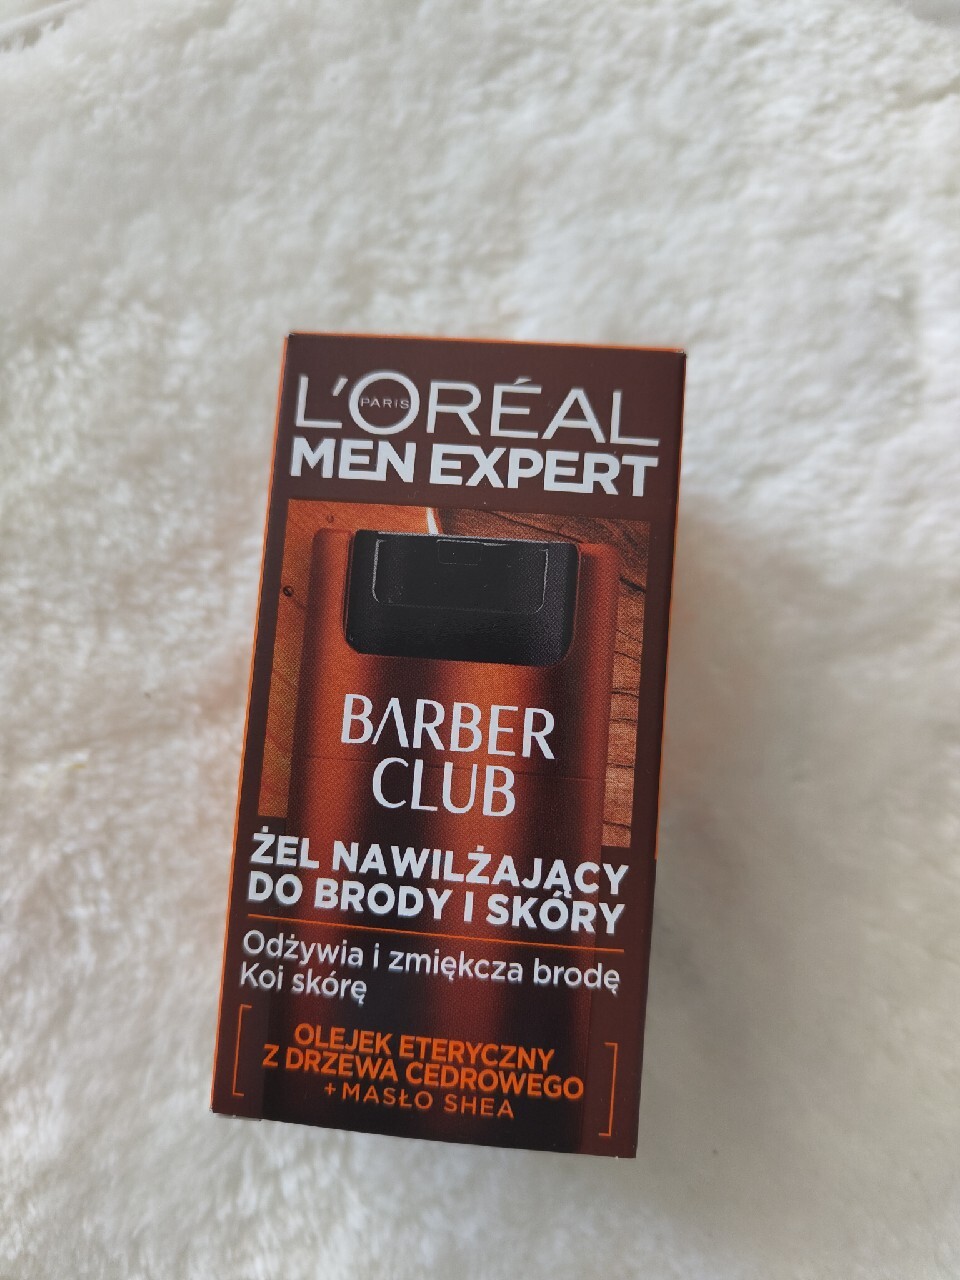 L'ORÉAL
PARIS
MEN EXPERT
BARBER
CLUB
ŻEL NAWILŻAJĄCY
DO BRODY I SKÓRY
Odżywia i zmiękcza brodę
Koi skórę
OLEJEK ETERYCZNY
Z DRZEWA CEDROWEGO
+ MASŁO SHEA